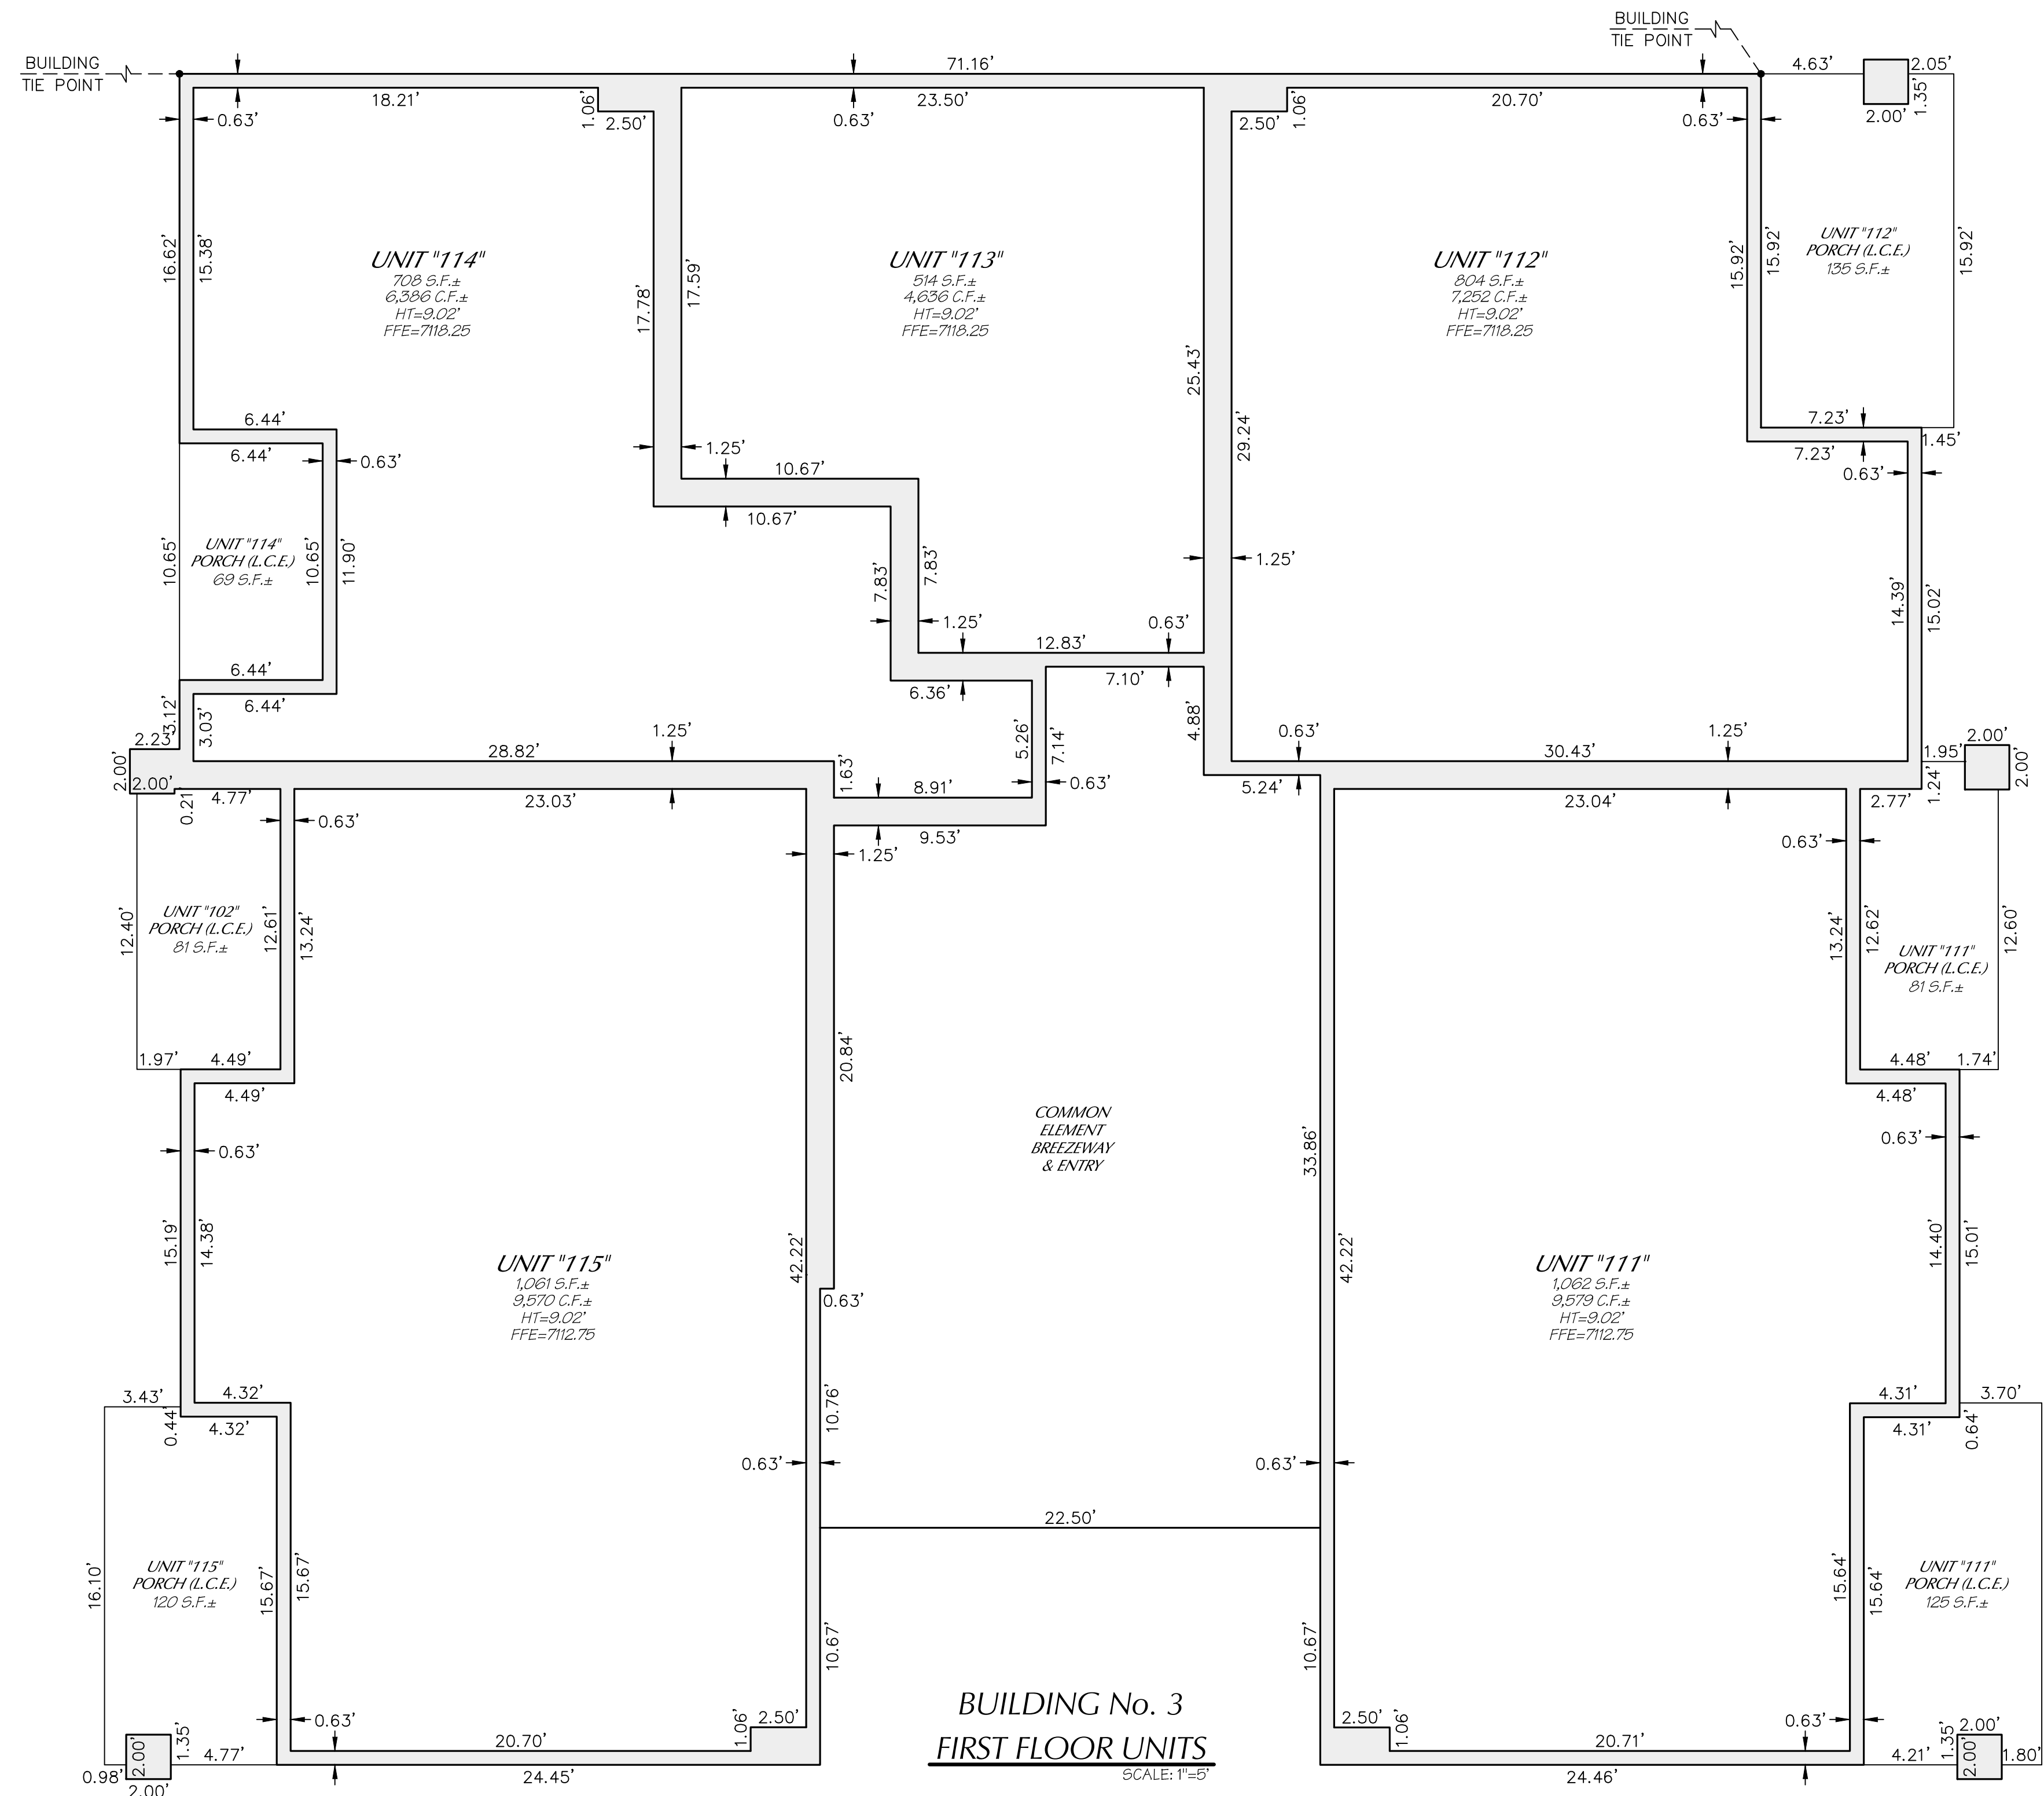 BUILDING
TIE POINT
BUILDING
TIE POINT
71.16’
4.63’
2.05’
18.21’
1.06’
2.50’
23.50’
2.50’
1.06’
20.70’
2.00’
1.35’
0.63’
0.63’
0.63’
16.62’
15.38’
UNIT "114"
708 S.F.±
6,386 C.F.±
HT=9.02’
FFE=7118.25
17.78’
17.59’
UNIT "113"
514 S.F.±
4,636 C.F.±
HT=9.02’
FFE=7118.25
25.43’
29.24’
UNIT "112"
804 S.F.±
7,252 C.F.±
HT=9.02’
FFE=7118.25
15.92’
15.92’
UNIT "112"
PORCH (L.C.E.)
135 S.F.±
15.92’
6.44’
6.44’
0.63’
1.25’
10.67’
10.67’
7.23’
7.23’
1.45’
0.63’
10.65’
UNIT "114"
PORCH (L.C.E.)
69 S.F.±
10.65’
11.90’
7.83’
7.83’
1.25’
1.25’
14.39’
15.02’
12.83’
0.63’
6.36’
7.10’
6.44’
6.44’
3.12’
3.03’
2.23’
2.00’
2.00’
0.21
4.77’
28.82’
1.25’
1.63’
5.26’
7.14’
4.88’
0.63’
8.91’
9.53’
0.63’
5.24’
30.43’
1.25’
1.95’
2.00’
2.00’
1.24’
2.77’
23.03’
0.63’
1.25’
23.04’
0.63’
12.40’
UNIT "102"
PORCH (L.C.E.)
81 S.F.±
12.61’
13.24’
13.24’
12.62’
UNIT "111"
PORCH (L.C.E.)
81 S.F.±
12.60’
1.97’
4.49’
4.49’
20.84’
4.48’
1.74’
4.48’
0.63’
COMMON
ELEMENT
BREEZEWAY
& ENTRY
0.63’
15.19’
14.38’
UNIT "115"
1,061 S.F.±
9,570 C.F.±
HT=9.02’
FFE=7112.75
42.22’
0.63’
33.86’
42.22’
UNIT "111"
1,062 S.F.±
9,579 C.F.±
HT=9.02’
FFE=7112.75
14.40’
15.01’
3.43’
0.44’
4.32’
4.32’
10.76’
4.31’
3.70’
4.31’
0.64’
0.63’
0.63’
22.50’
16.10’
UNIT "115"
PORCH (L.C.E.)
120 S.F.±
15.67’
15.67’
10.67’
10.67’
15.64’
15.64’
UNIT "111"
PORCH (L.C.E.)
125 S.F.±
0.63’
20.70’
1.06’
2.50’
2.50’
1.06’
20.71’
0.63’
0.98’
2.00’
2.00’
1.35’
4.77’
24.45’
24.46’
4.21’
1.35’
2.00’
2.00’
1.80’
BUILDING No. 3
FIRST FLOOR UNITS
SCALE: 1"=5'